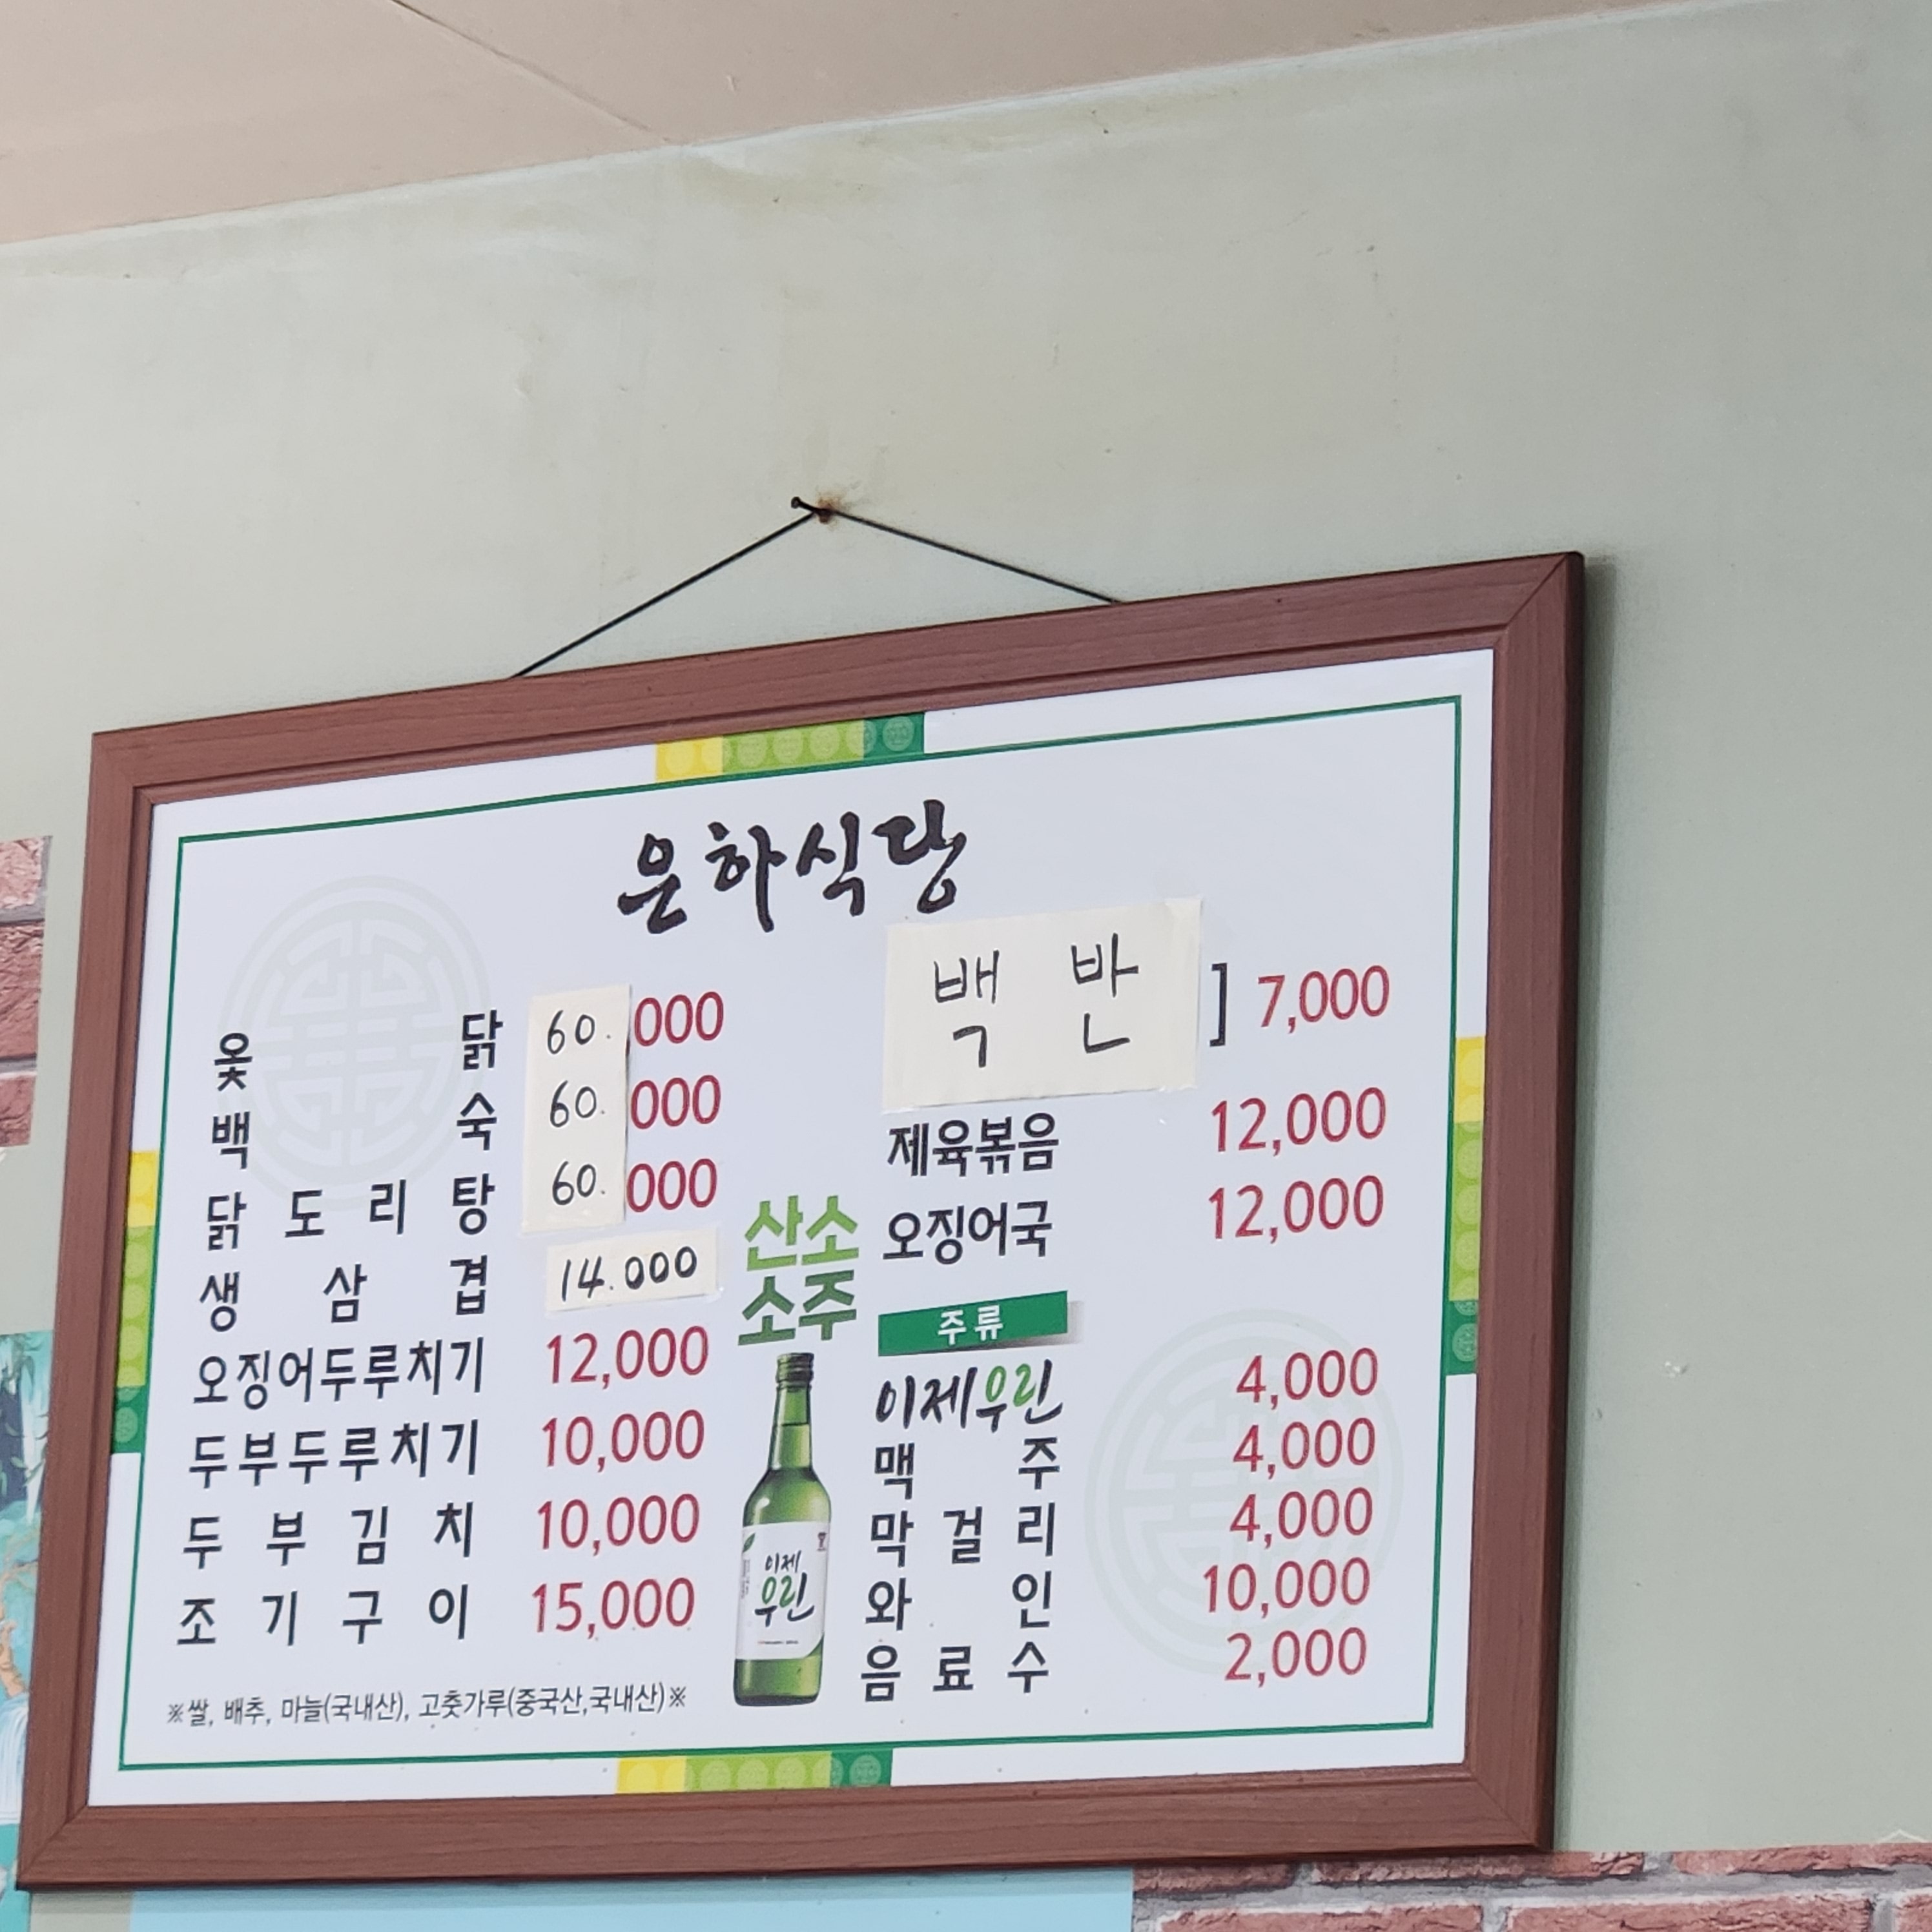 은하식당
옻 닭 60.,000
백 숙 60.000
닭 도 리 탕 60.000
생 삼 겹 14.000
오징어두루치기 12,000
두부두루치기 10,000
두 부 김 치 10,000
조 기 구 이 15,000
※쌀, 배추, 마늘(국내산), 고춧가루(중국산,국내산)※
산소
소주
이제
우린
백 반 ] 7,000
제육볶음 12,000
오징어국 12,000
주류
이제우린 4,000
맥 주 4,000
막 걸 리 4,000
와 인 10,000
음 료 수 2,000